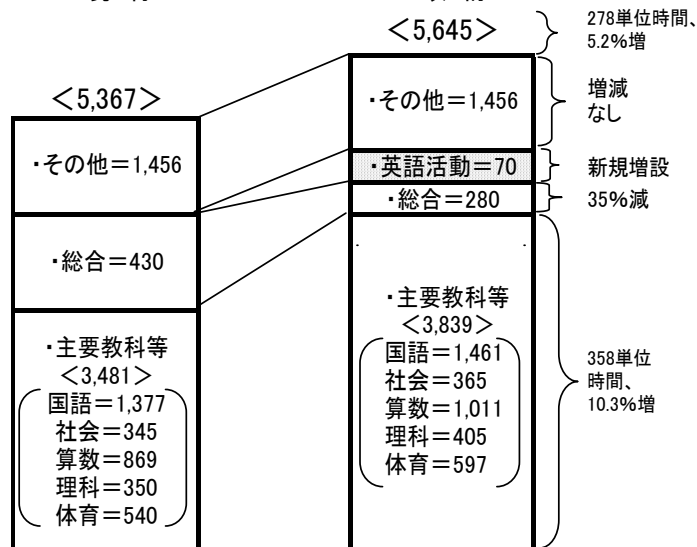 ＜5,367＞
・その他＝1,456
・総合＝430
・主要教科等
＜3,481＞
国語＝1,377
社会＝345
算数＝869
理科＝350
体育＝540
＜5,645＞
・その他＝1,456
・英語活動＝70
・総合＝280
・主要教科等
＜3,839＞
国語＝1,461
社会＝365
算数＝1,011
理科＝405
体育＝597
278単位時間、
5.2%増
増減
なし
新規増設
35%減
358単位
時間、
10.3%増